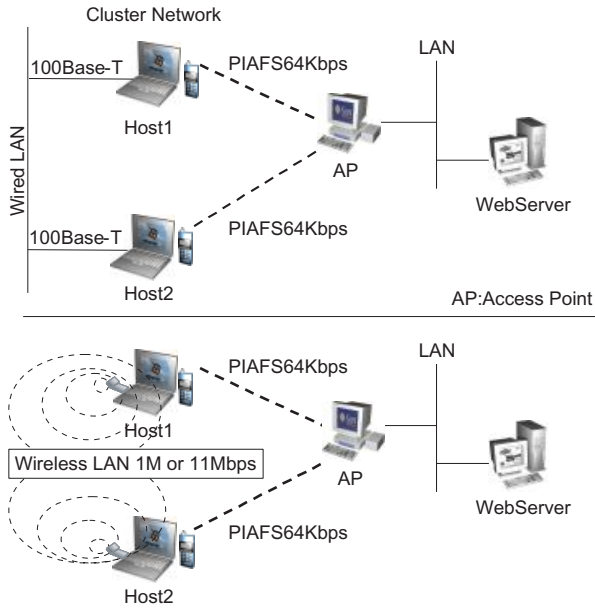 Cluster Network
LAN
100Base-T
PIAFS64Kbps
Host1
AP
Wired LAN
WebServer
100Base-T
PIAFS64Kbps
Host2
AP:Access Point
LAN
PIAFS64Kbps
Host1
Wireless LAN 1M or 11Mbps
AP
WebServer
PIAFS64Kbps
Host2